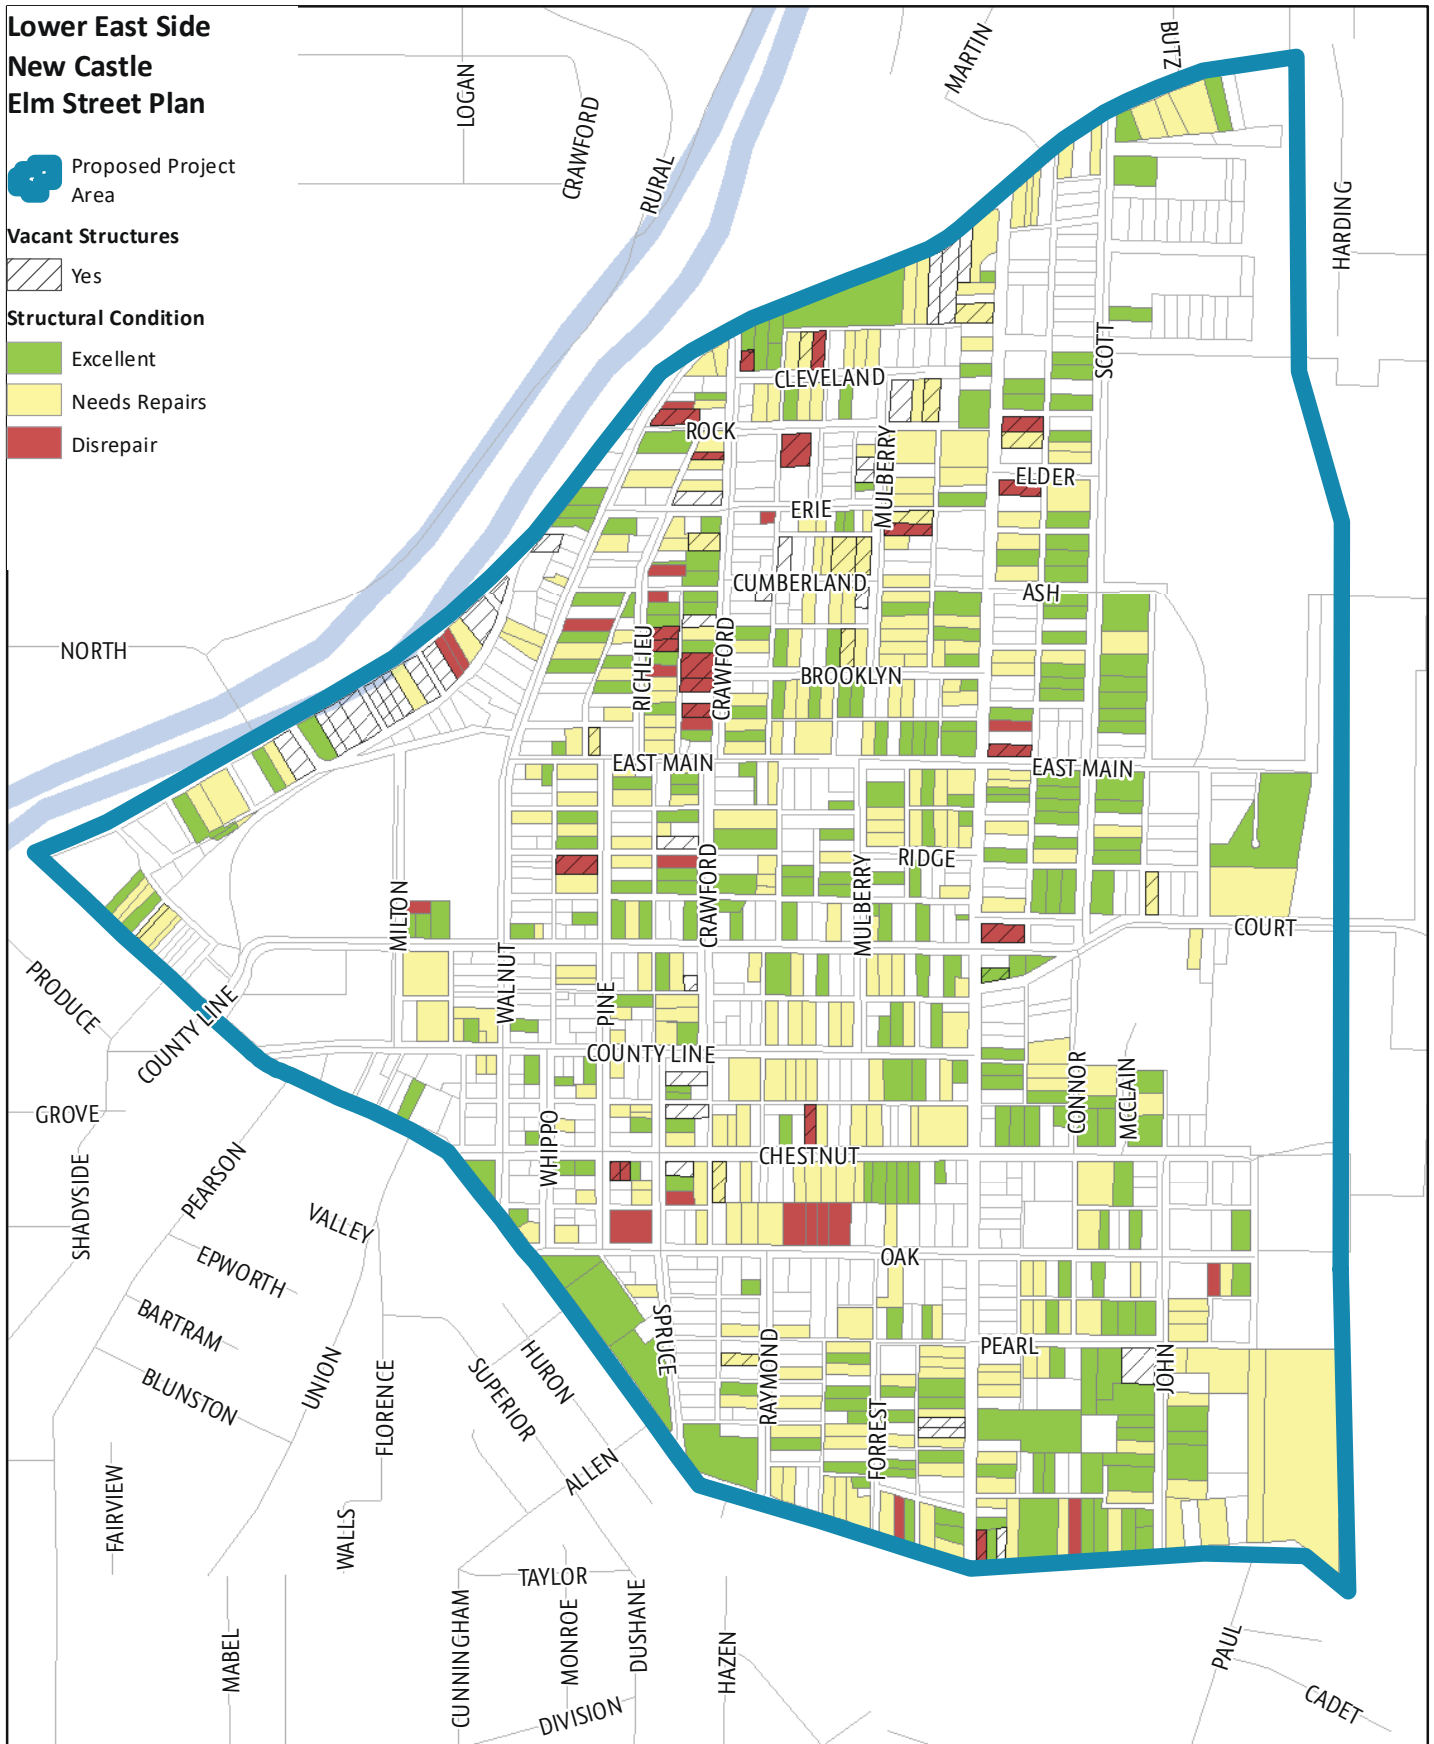 Lower East Side
New Castle
Elm Street Plan
Proposed Project
Area
Vacant Structures
Yes
Structural Condition
Excellent
Needs Repairs
Disrepair
LOGAN
CRAWFORD
RURAL
MARTIN
BUTZ
HARDING
SCOTT
CLEVELAND
ROCK
MULBERRY
ELDER
ERIE
CUMBERLAND
ASH
NORTH
RICHLIEU
CRAWFORD
BROOKLYN
EAST MAIN
EAST MAIN
RIDGE
MILTON
CRAWFORD
MULBERRY
COURT
WALNUT
PINE
PRODUCE
COUNTY LINE
COUNTY LINE
CONNOR
MCCLAIN
GROVE
WHIPPO
CHESTNUT
SHADYSIDE
PEARSON
VALLEY
OAK
EPWORTH
BARTRAM
BLUNSTON
UNION
FLORENCE
SUPERIOR
HURON
SPRUCE
RAYMOND
PEARL
JOHN
FORREST
ALLEN
FAIRVIEW
WALLS
TAYLOR
MABEL
CUNNINGHAM
MONROE
DUSHANE
HAZEN
DIVISION
PAUL
CADET